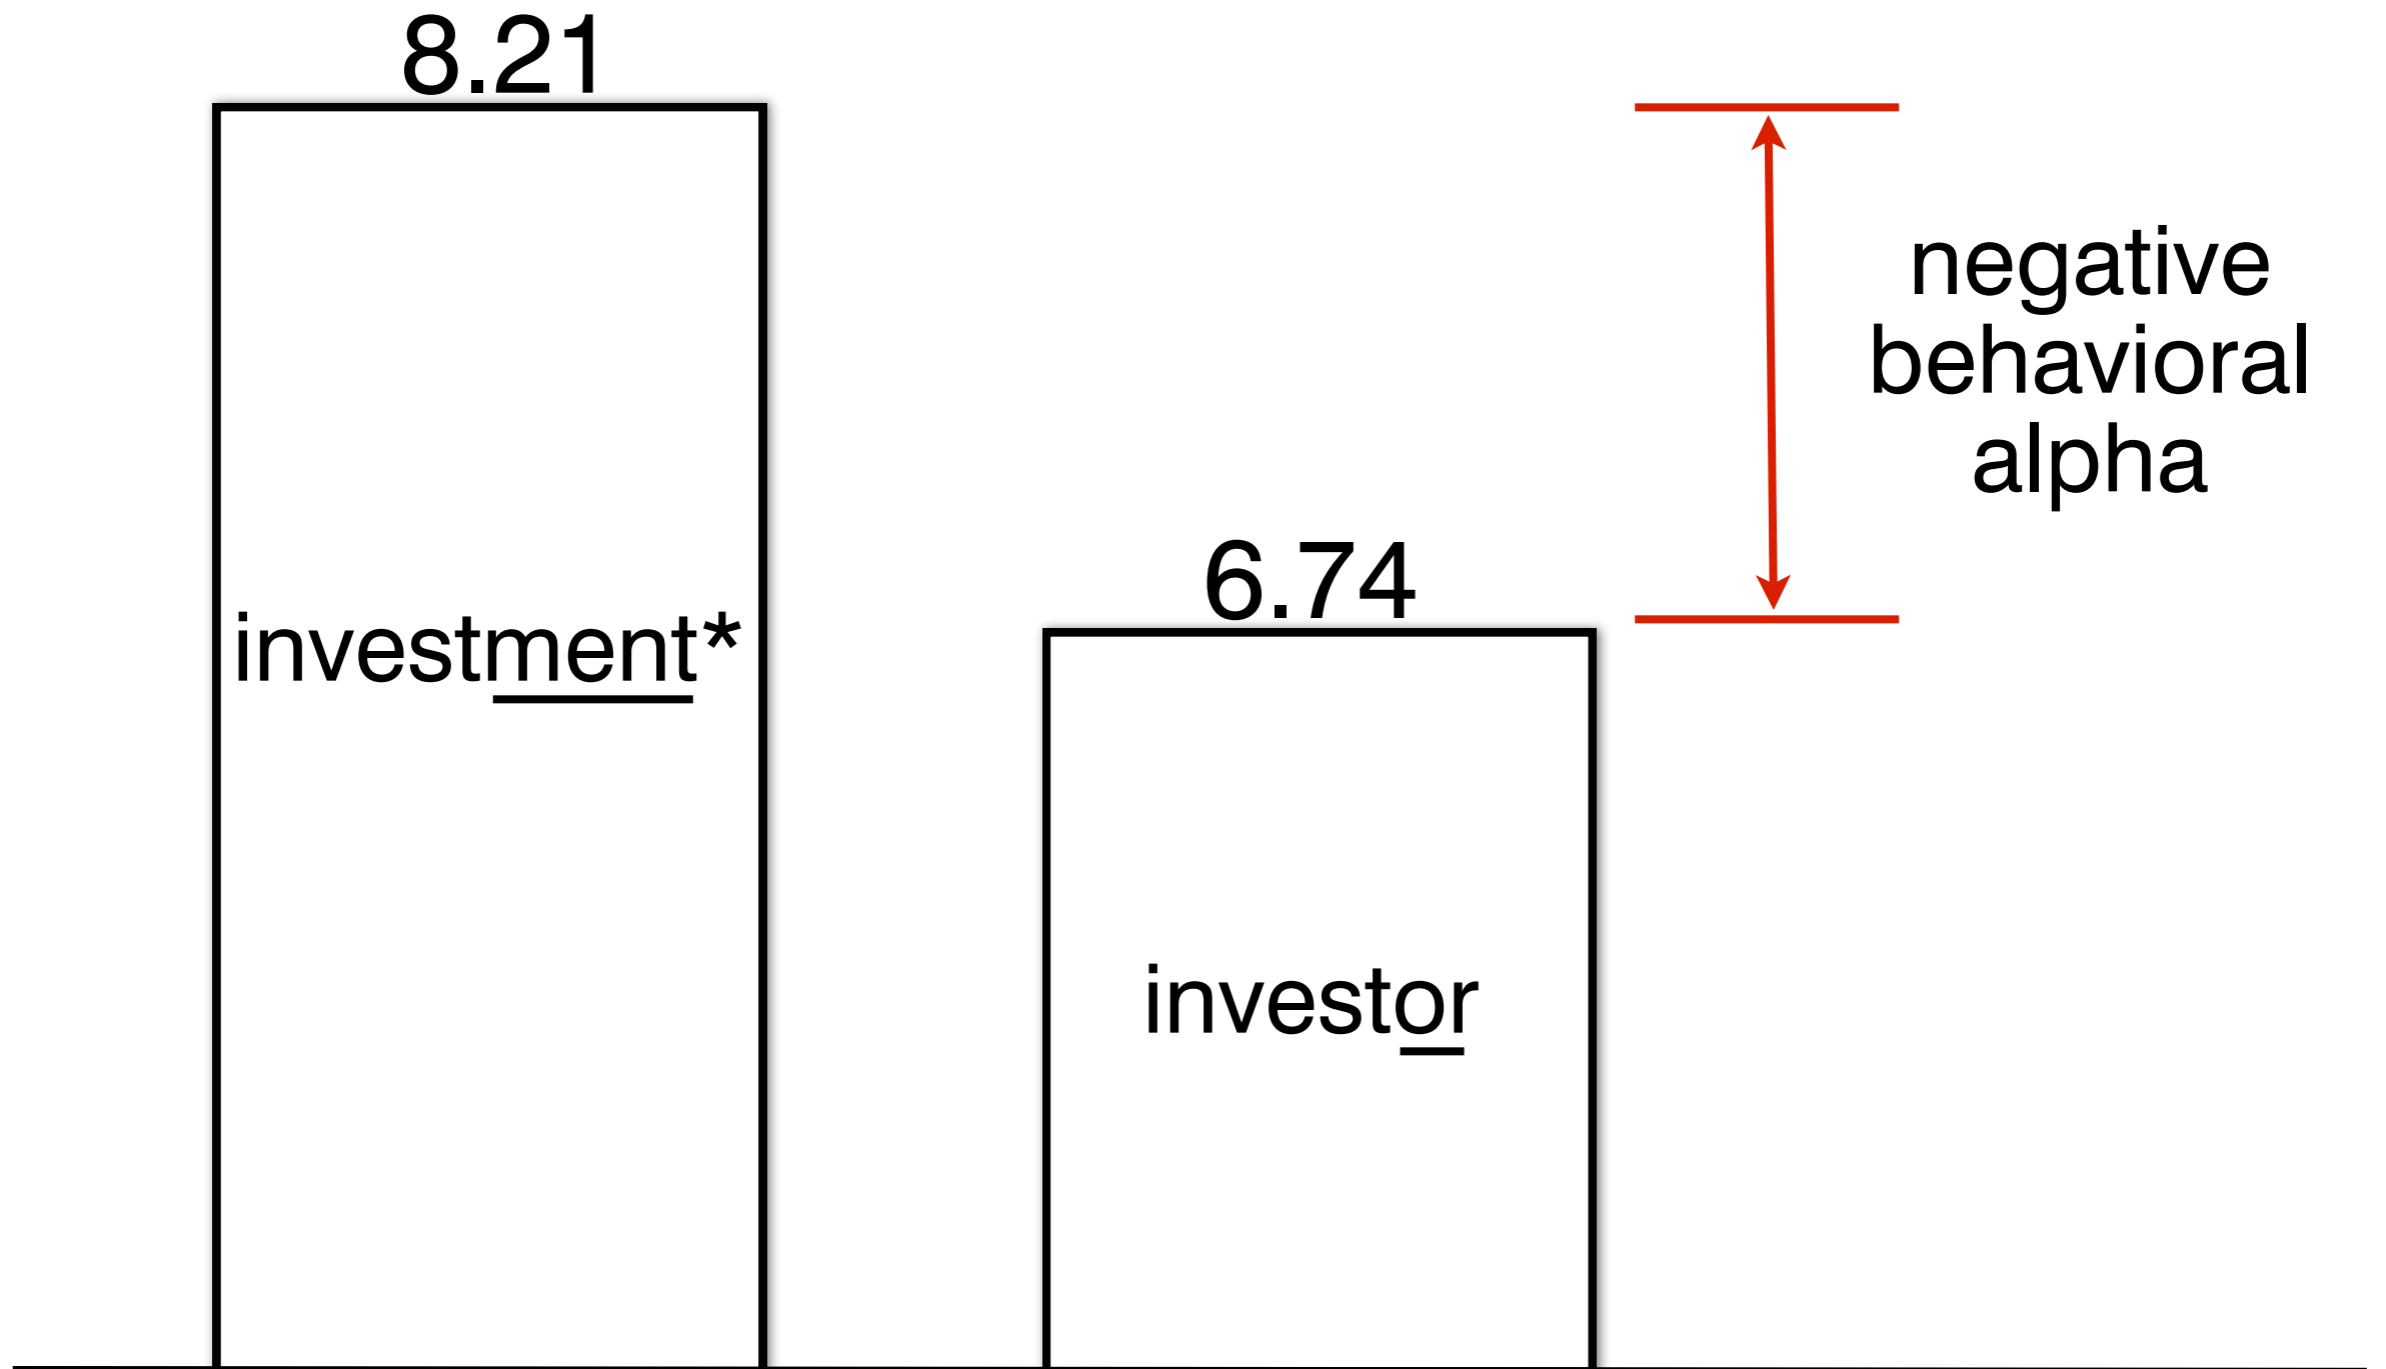 8.21
investment*
6.74
investor
negative
behavioral
alpha